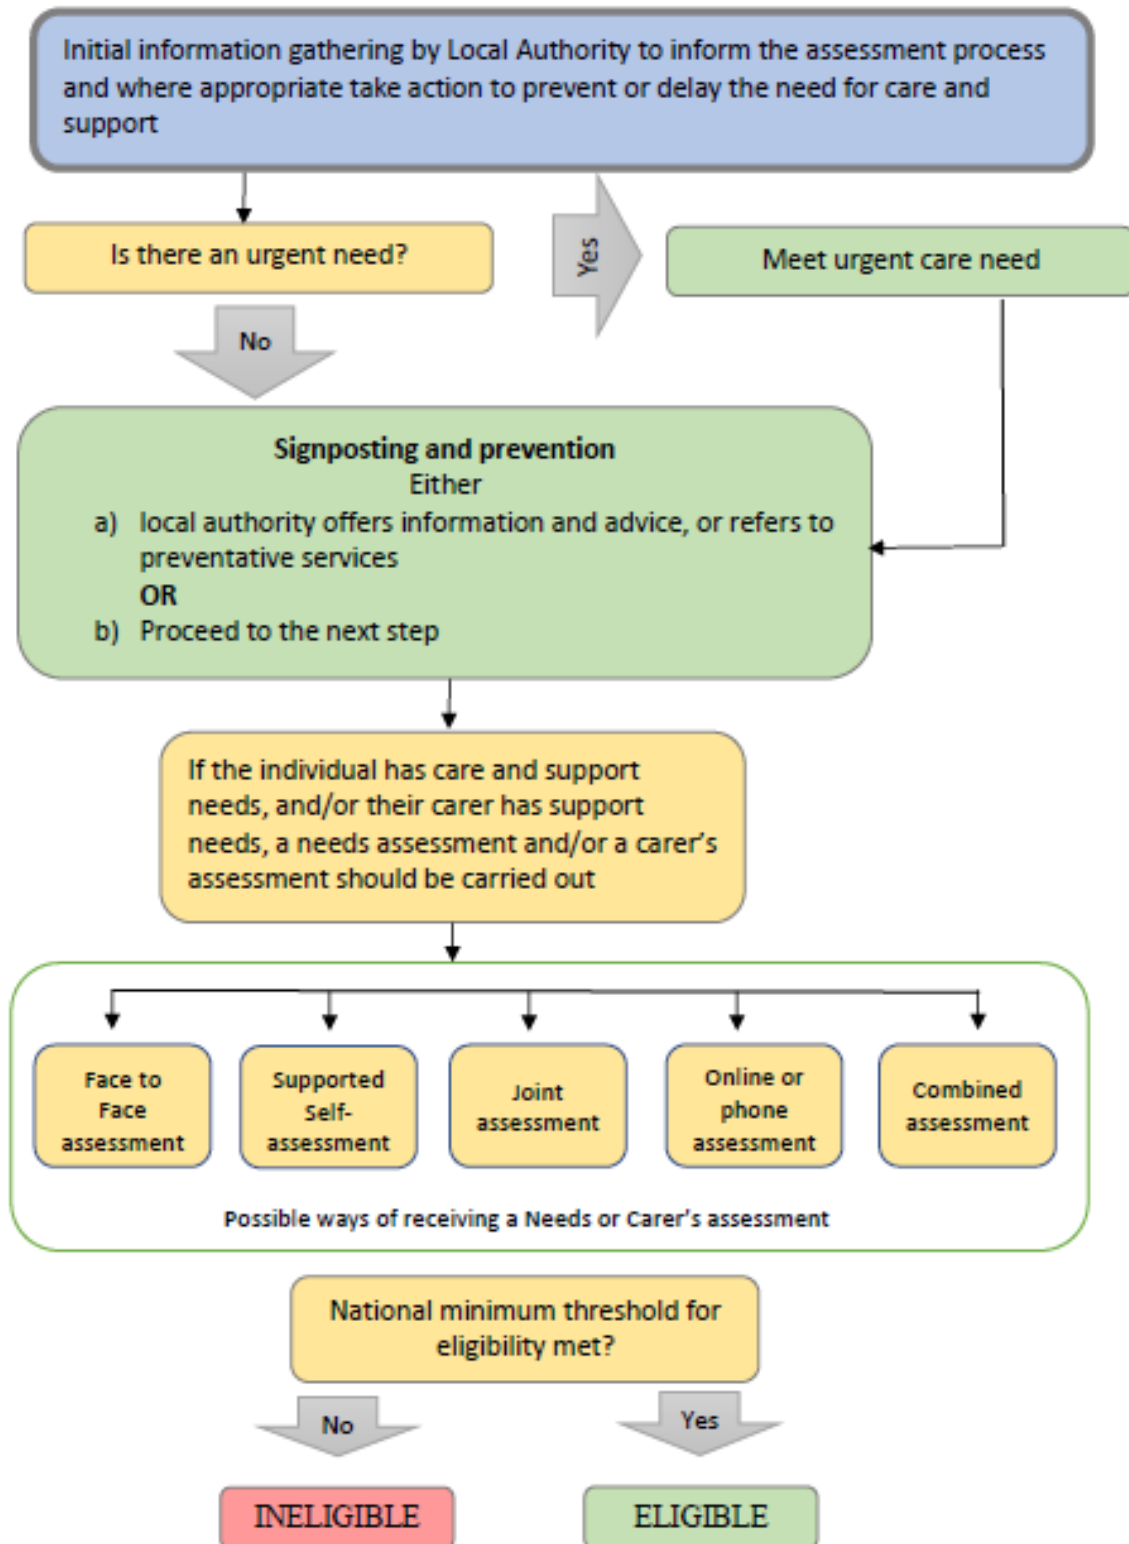 Initial information gathering by Local Authority to inform the assessment process
and where appropriate take action to prevent or delay the need for care and
support
Is there an urgent need?
Yes
Meet urgent care need
No
Signposting and prevention
Either
a) local authority offers information and advice, or refers to
preventative services
OR
b) Proceed to the next step
If the individual has care and support
needs, and/or their carer has support
needs, a needs assessment and/or a carer's
assessment should be carried out
Face to
Face
assessment
Supported
Self-
assessment
Joint
assessment
Online or
phone
assessment
Combined
assessment
Possible ways of receiving a Needs or Carer's assessment
National minimum threshold for
eligibility met?
No
Yes
INELIGIBLE
ELIGIBLE